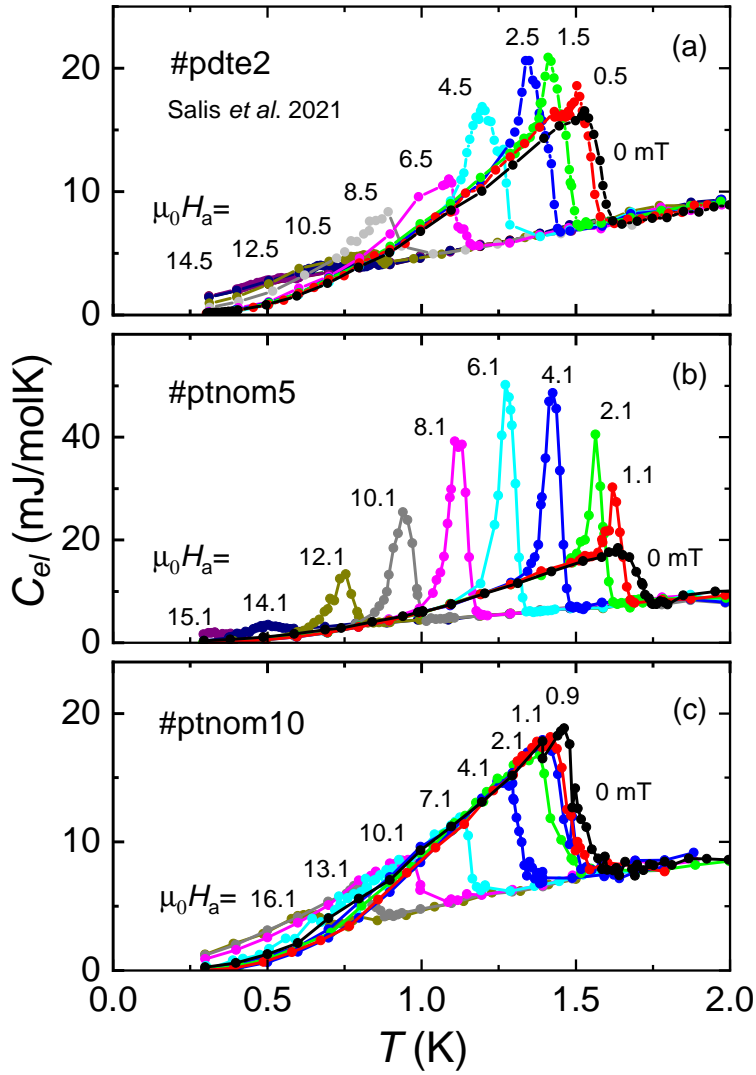 (a)
#pdte2
Salis et al. 2021
2.5
1.5
4.5
0.5
6.5
0 mT
8.5
μ0Ha=
10.5
12.5
14.5
20
10
0
(b)
#ptnom5
6.1
4.1
2.1
8.1
1.1
10.1
μ0Ha=
0 mT
12.1
14.1
15.1
40
20
0
Cel (mJ/molK)
(c)
#ptnom10
0.9
1.1
2.1
4.1
0 mT
7.1
10.1
13.1
μ0Ha=
16.1
20
10
0
0.0 0.5 1.0 1.5 2.0
T (K)